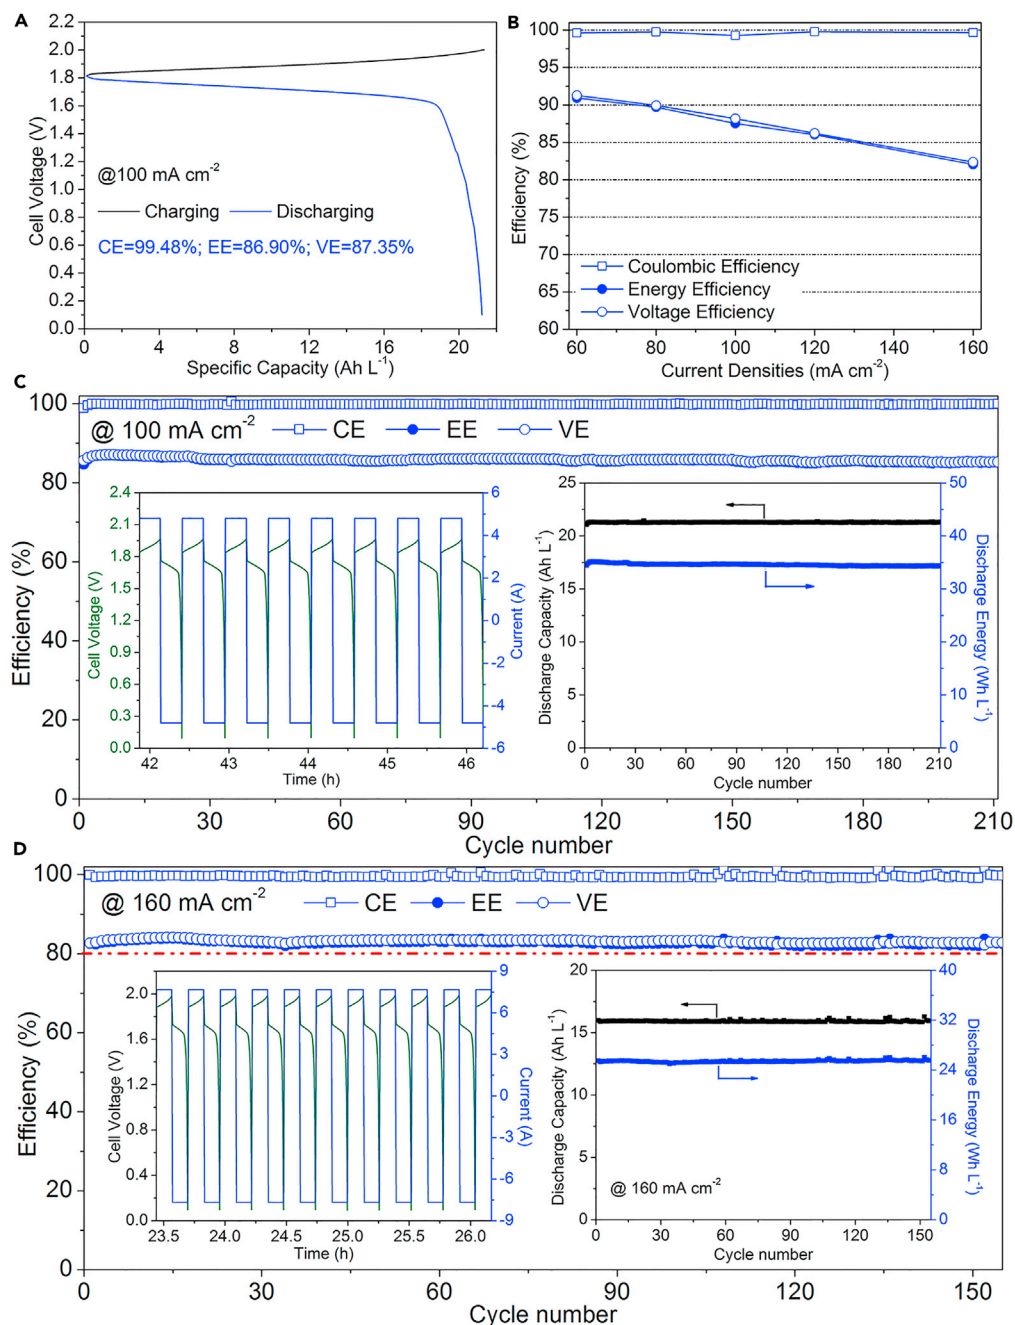 A
2.2
2.0
1.8
1.6
1.4
1.2
1.0
0.8
0.6
0.4
0.2
0.0
Cell Voltage (V)
@100 mA cm⁻²
Charging
Discharging
CE=99.48%; EE=86.90%; VE=87.35%
0 4 8 12 16 20
Specific Capacity (Ah L⁻¹)
B
100
95
90
85
80
75
70
65
60
Efficiency (%)
Coulombic Efficiency
Energy Efficiency
Voltage Efficiency
60 80 100 120 140 160
Current Densities (mA cm⁻²)
C
100
80
60
40
20
0
Efficiency (%)
@ 100 mA cm⁻²
CE
EE
VE
2.4
2.1
1.8
1.5
1.2
0.9
0.6
0.3
0.0
Cell Voltage (V)
6
4
2
0
-2
-4
-6
Current (A)
42 43 44 45 46
Time (h)
25
20
15
10
5
0
Discharge Capacity (Ah L⁻¹)
50
40
30
20
10
0
Discharge Energy (Wh L⁻¹)
0 30 60 90 120 150 180 210
Cycle number
0 30 60 90 120 150 180 210
Cycle number
D
100
80
60
40
20
0
Efficiency (%)
@ 160 mA cm⁻²
CE
EE
VE
2.0
1.6
1.2
0.8
0.4
0.0
Cell Voltage (V)
9
6
3
0
-3
-6
-9
Current (A)
23.5 24.0 24.5 25.0 25.5 26.0
Time (h)
20
15
10
5
0
Discharge Capacity (Ah L⁻¹)
40
32
24
16
8
0
Discharge Energy (Wh L⁻¹)
@ 160 mA cm⁻²
0 30 60 90 120 150
Cycle number
0 30 60 90 120 150
Cycle number